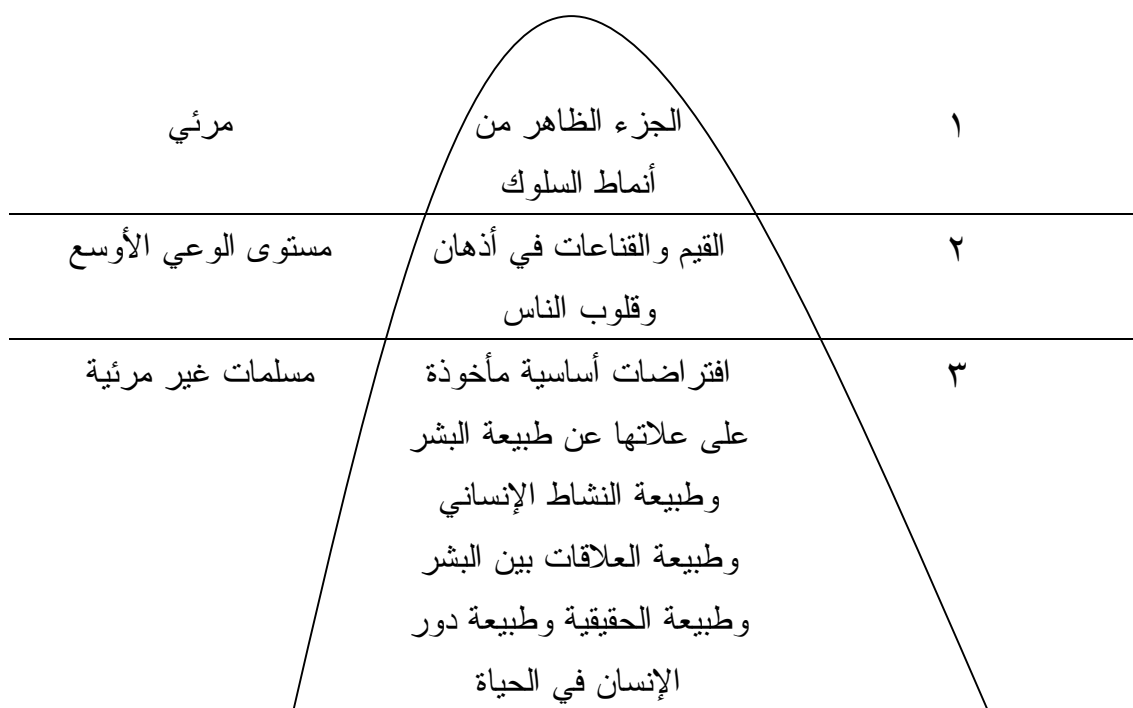 ١ الجزء الظاهر من مرئي
أنماط السلوك
٢ القيم والقناعات في أذهان مستوى الوعي الأوسع
وقلوب الناس
٣ افتراضات أساسية مأخوذة مسلمات غير مرئية
على علاتها عن طبيعة البشر
وطبيعة النشاط الإنساني
وطبيعة العلاقات بين البشر
وطبيعة الحقيقية وطبيعة دور
الإنسان في الحياة